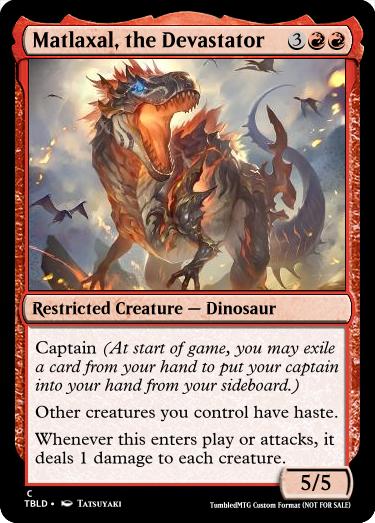 Matlaxal, the Devastator 3
Restricted Creature — Dinosaur
Captain (At start of game, you may exile
a card from your hand to put your captain
into your hand from your sideboard.)
Other creatures you control have haste.
Whenever this enters play or attacks, it
deals 1 damage to each creature.
5/5
C
TBLD • Tatsuyaki
TumbledMTG Custom Format (NOT FOR SALE)